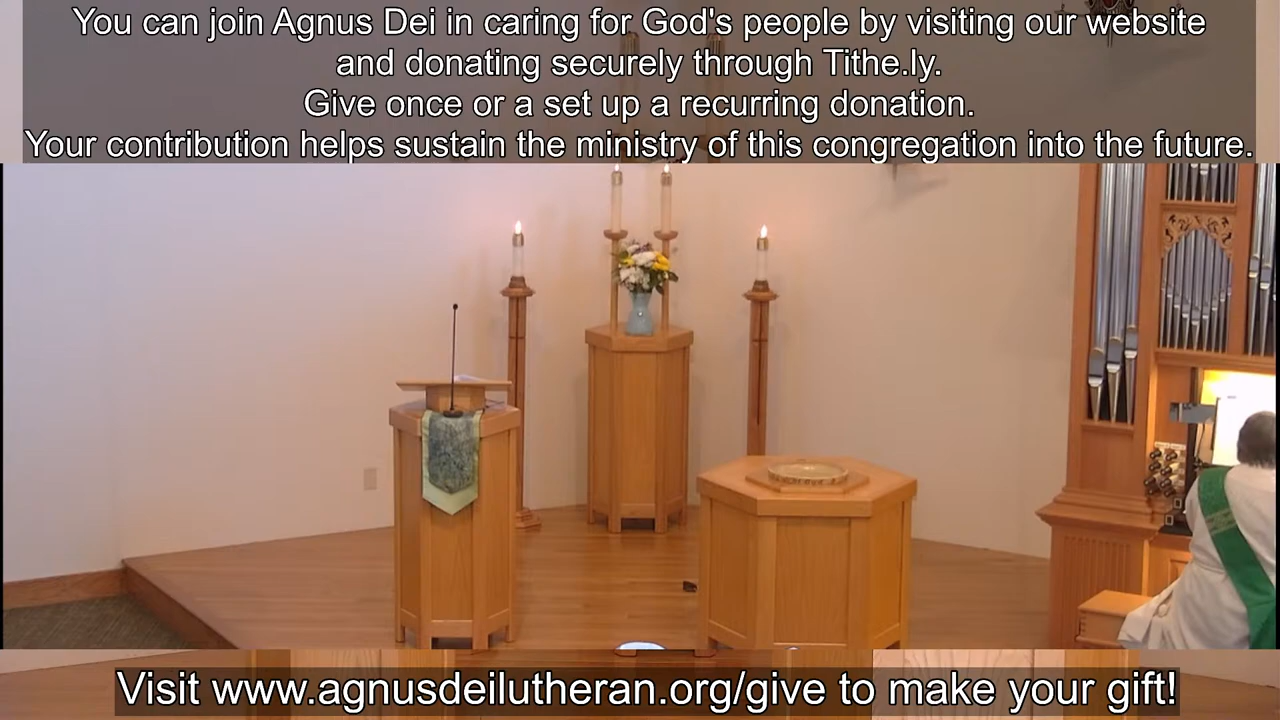 You can join Agnus Dei in caring for God's people by visiting our website
and donating securely through Tithe.ly.
Give once or a set up a recurring donation.
Your contribution helps sustain the ministry of this congregation into the future.
Visit www.agnusdeilutheran.org/give to make your gift!